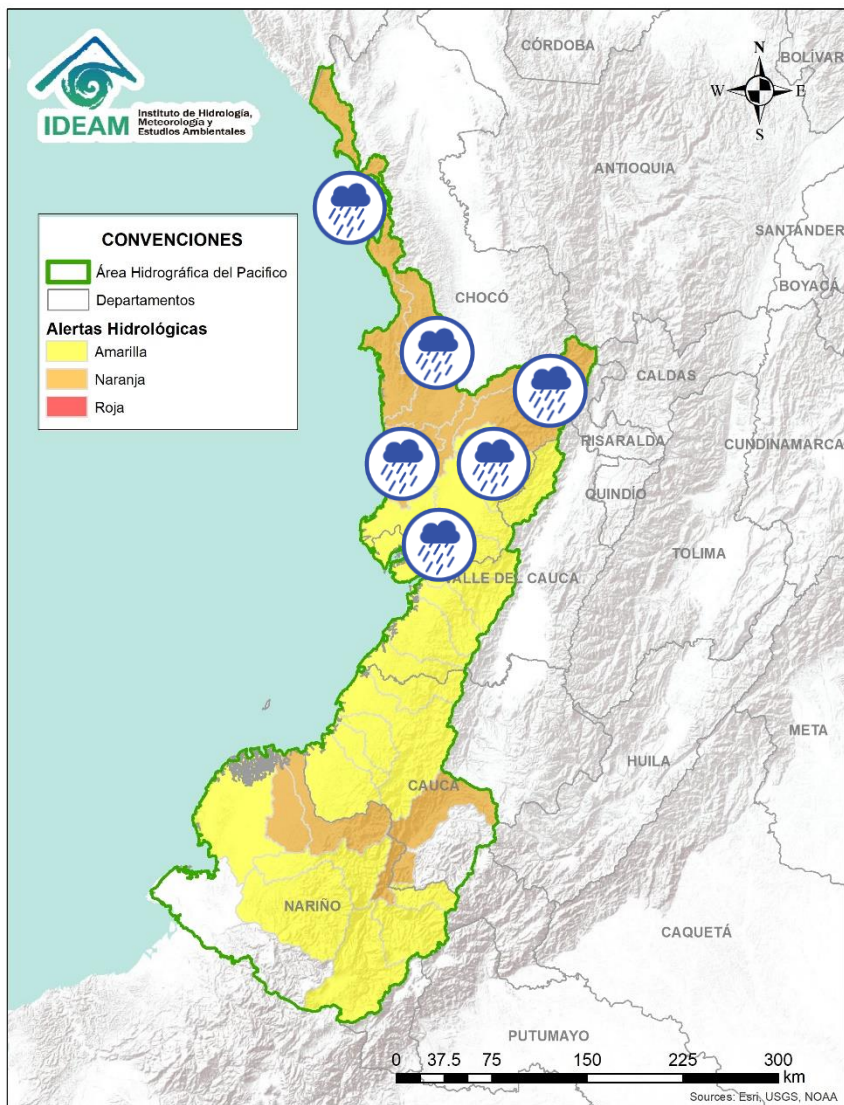 IDEAM
Instituto de Hidrología,
Meteorología y
Estudios Ambientales
CONVENCIONES
Área Hidrográfica del Pacifico
Departamentos
Alertas Hidrológicas
Amarilla
Naranja
Roja
N
W
E
S
CÓRDOBA
BOLÍVAR
ANTIOQUIA
SANTANDER
BOYACÁ
CHOCÓ
CALDAS
RISARALDA
CUNDINAMARCA
QUINDÍO
TOLIMA
VALLE DEL CAUCA
META
HUILA
CAUCA
NARIÑO
CAQUETÁ
PUTUMAYO
0 37.5 75 150 225 300
km
Sources: Esri, USGS, NOAA